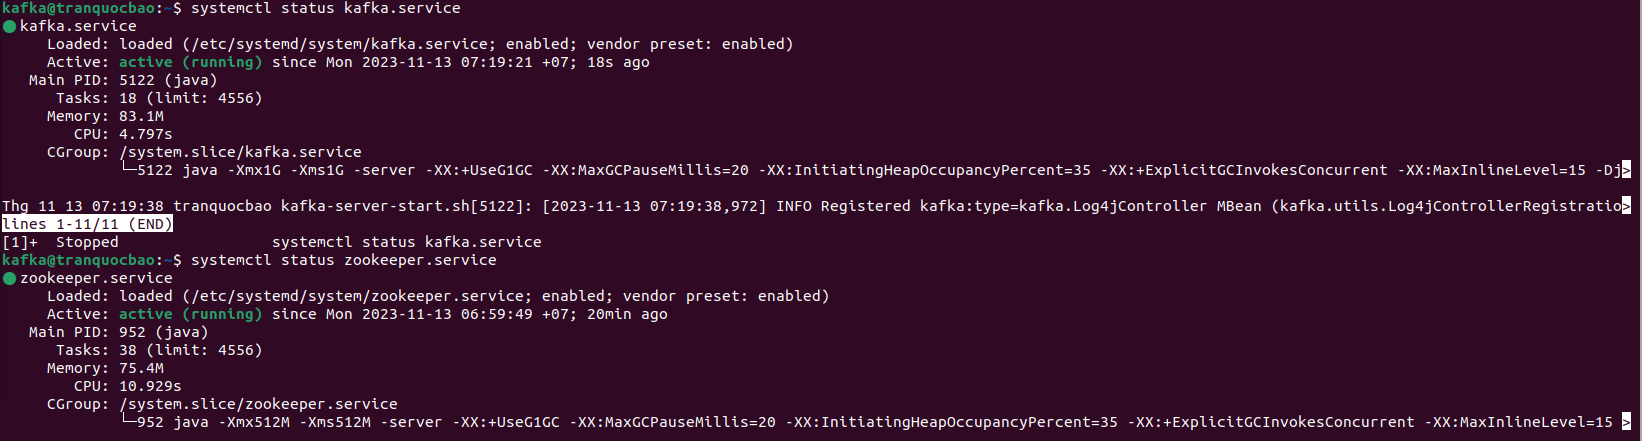 kafka@tranquocbao:~$ systemctl status kafka.service
● kafka.service
     Loaded: loaded (/etc/systemd/system/kafka.service; enabled; vendor preset: enabled)
     Active: active (running) since Mon 2023-11-13 07:19:21 +07; 18s ago
   Main PID: 5122 (java)
      Tasks: 18 (limit: 4556)
     Memory: 83.1M
        CPU: 4.797s
     CGroup: /system.slice/kafka.service
             └─5122 java -Xmx1G -Xms1G -server -XX:+UseG1GC -XX:MaxGCPauseMillis=20 -XX:InitiatingHeapOccupancyPercent=35 -XX:+ExplicitGCInvokesConcurrent -XX:MaxInlineLevel=15 -Dj>
Thg 11 13 07:19:38 tranquocbao kafka-server-start.sh[5122]: [2023-11-13 07:19:38,972] INFO Registered kafka:type=kafka.Log4jController MBean (kafka.utils.Log4jControllerRegistratio>
lines 1-11/11 (END)
[1]+  Stopped                 systemctl status kafka.service
kafka@tranquocbao:~$ systemctl status zookeeper.service
● zookeeper.service
     Loaded: loaded (/etc/systemd/system/zookeeper.service; enabled; vendor preset: enabled)
     Active: active (running) since Mon 2023-11-13 06:59:49 +07; 20min ago
   Main PID: 952 (java)
      Tasks: 38 (limit: 4556)
     Memory: 75.4M
        CPU: 10.929s
     CGroup: /system.slice/zookeeper.service
             └─952 java -Xmx512M -Xms512M -server -XX:+UseG1GC -XX:MaxGCPauseMillis=20 -XX:InitiatingHeapOccupancyPercent=35 -XX:+ExplicitGCInvokesConcurrent -XX:MaxInlineLevel=15 >